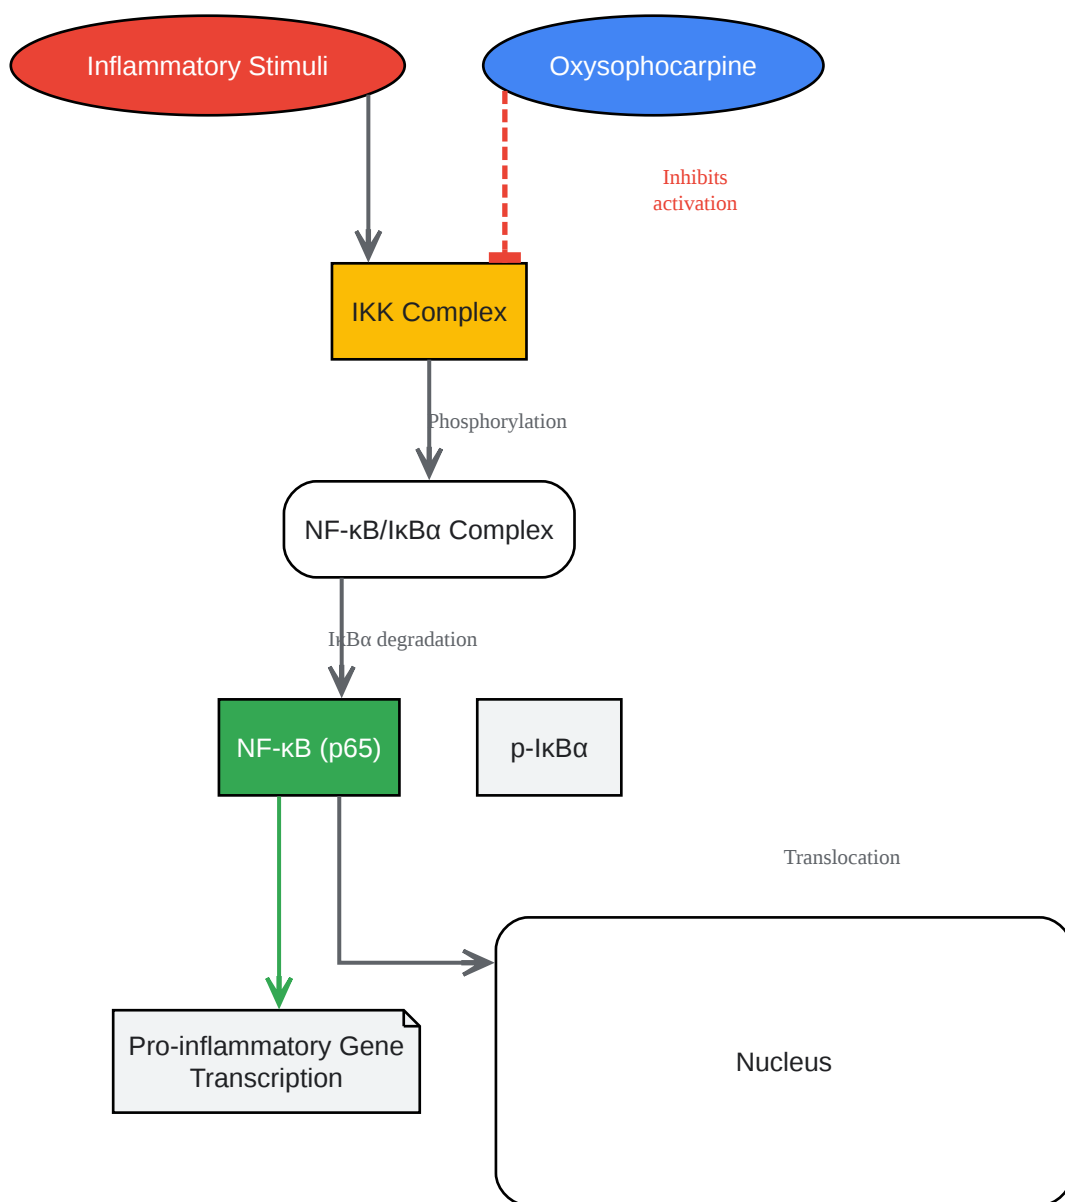 Inflammatory Stimuli
Oxysophocarpine
Inhibits
activation
IKK Complex
Phosphorylation
NF-κB/IκBα Complex
IκBα degradation
NF-κB (p65)
p-IκBα
Translocation
Pro-inflammatory Gene
Transcription
Nucleus